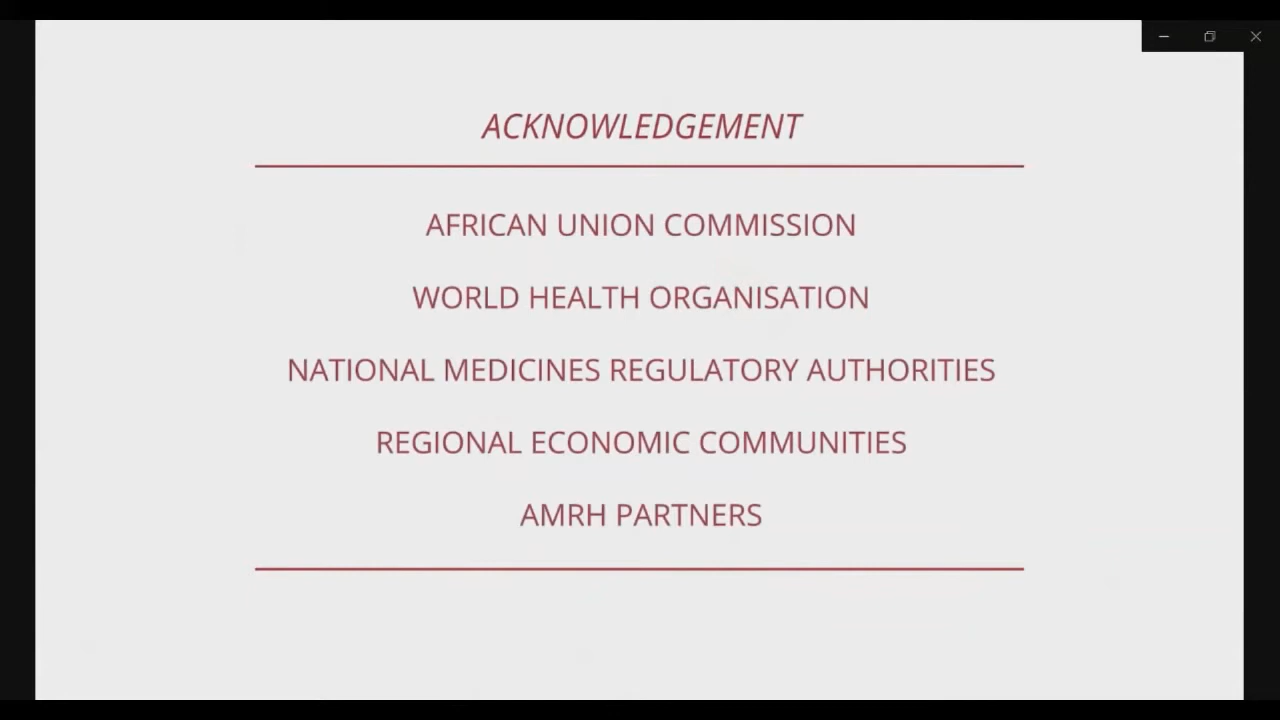 ACKNOWLEDGEMENT
AFRICAN UNION COMMISSION
WORLD HEALTH ORGANISATION
NATIONAL MEDICINES REGULATORY AUTHORITIES
REGIONAL ECONOMIC COMMUNITIES
AMRH PARTNERS